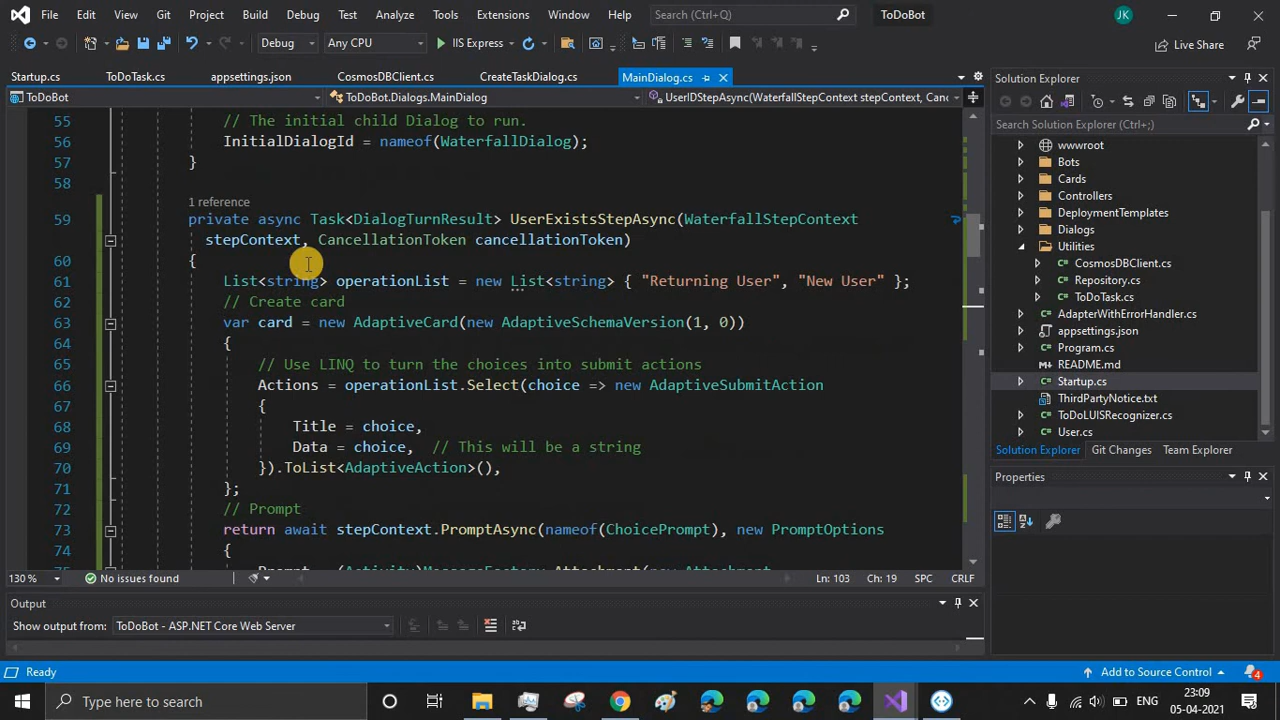 File Edit View Git Project Build Debug Test Analyze Tools Extensions Window Help Search (Ctrl+Q) ToDoBot JK
Debug Any CPU IIS Express Live Share
Startup.cs ToDoTask.cs appsettings.json CosmosDBClient.cs CreateTaskDialog.cs MainDialog.cs
ToDoBot ToDoBot.Dialogs.MainDialog UserIDStepAsync(WaterfallStepContext stepContext, Canc
55 // The initial child Dialog to run.
56 InitialDialogId = nameof(WaterfallDialog);
57 }
58
1 reference
59 private async Task<DialogTurnResult> UserExistsStepAsync(WaterfallStepContext
stepContext, CancellationToken cancellationToken)
60 {
61 List<string> operationList = new List<string> { "Returning User", "New User" };
62 // Create card
63 var card = new AdaptiveCard(new AdaptiveSchemaVersion(1, 0))
64 {
65 // Use LINQ to turn the choices into submit actions
66 Actions = operationList.Select(choice => new AdaptiveSubmitAction
67 {
68 Title = choice,
69 Data = choice, // This will be a string
70 }).ToList<AdaptiveAction>(),
71 };
72 // Prompt
73 return await stepContext.PromptAsync(nameof(ChoicePrompt), new PromptOptions
74 {
75 Prompt = (Activity)MessageFactory.Attachment(new Attachment
130 % No issues found Ln: 103 Ch: 19 SPC CRLF
Output
Show output from: ToDoBot - ASP.NET Core Web Server
Solution Explorer
Search Solution Explorer (Ctrl+;)
wwwroot
Bots
Cards
Controllers
DeploymentTemplates
Dialogs
Utilities
CosmosDBClient.cs
Repository.cs
ToDoTask.cs
AdapterWithErrorHandler.cs
appsettings.json
Program.cs
README.md
Startup.cs
ThirdPartyNotice.txt
ToDoLUISRecognizer.cs
User.cs
Solution Explorer Git Changes Team Explorer
Properties
Ready Add to Source Control 4
Type here to search ENG 23:09
05-04-2021